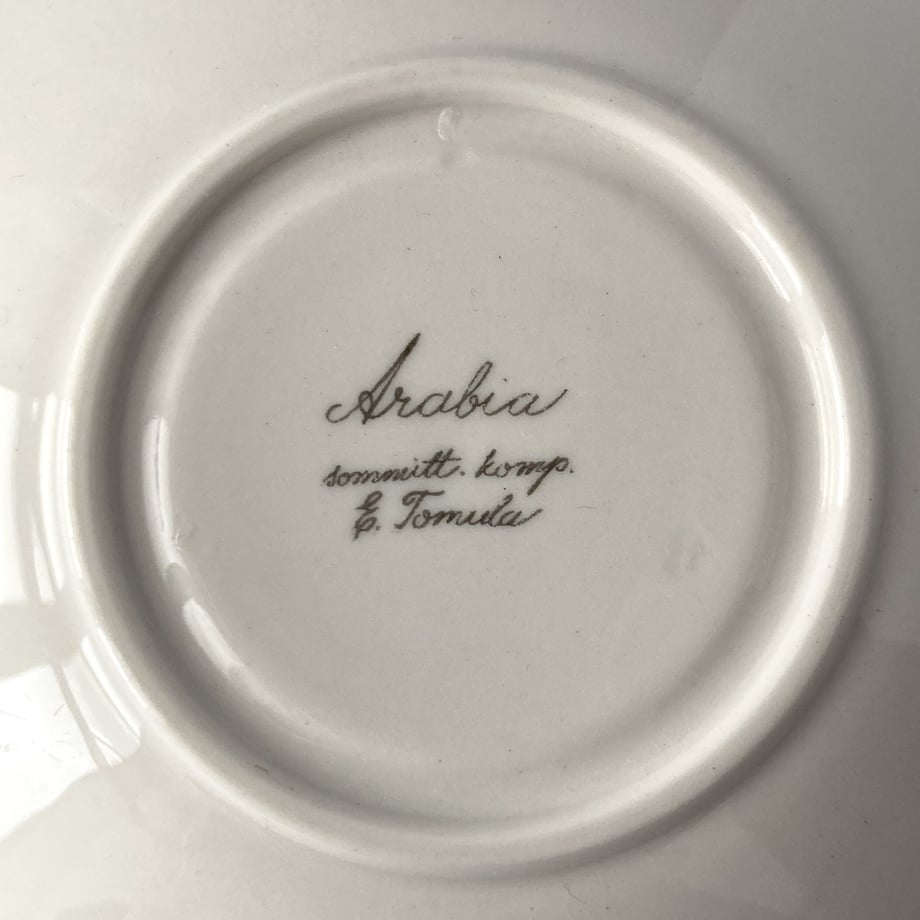 Arabia
sommitt. komp.
E. Tomula